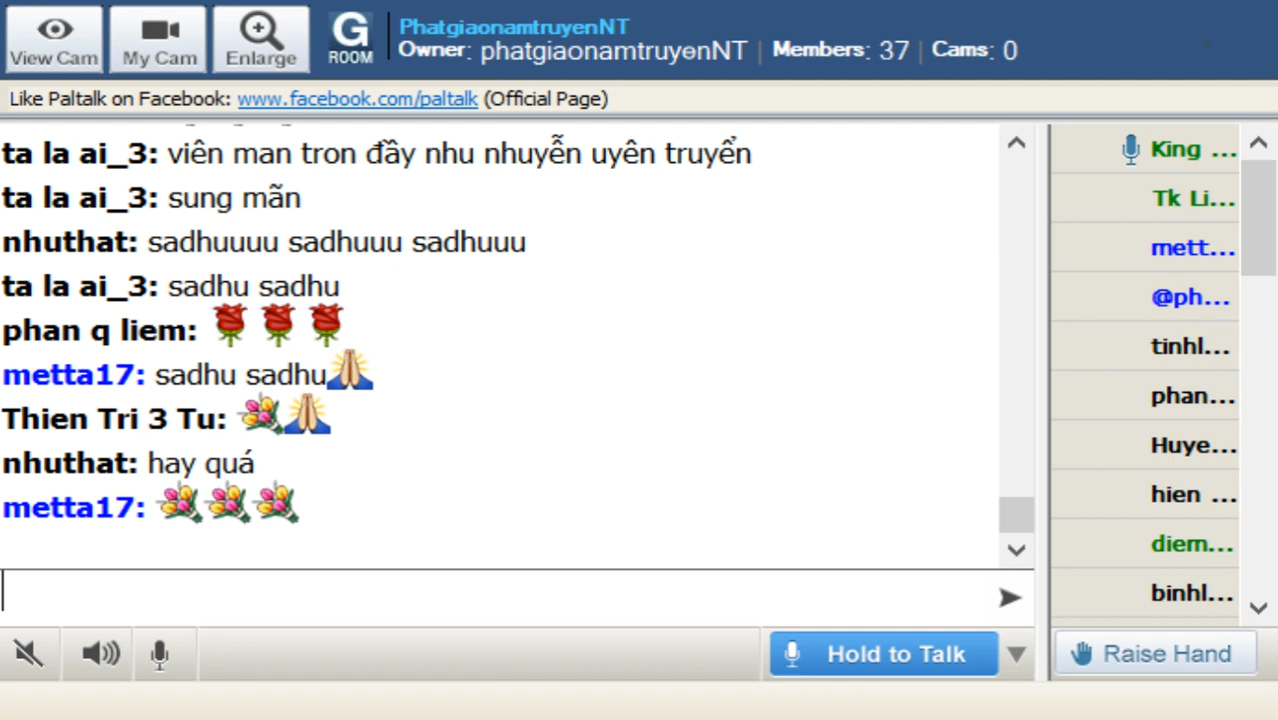 View Cam
My Cam
Enlarge
G
ROOM
PhatgiaonamtruyenNT
Owner: phatgiaonamtruyenNT | Members: 37 | Cams: 0
Like Paltalk on Facebook: www.facebook.com/paltalk (Official Page)
ta la ai_3: viên man tron đầy nhu nhuyễn uyên truyển
ta la ai_3: sung mãn
nhuthat: sadhuuuu sadhuuu sadhuuu
ta la ai_3: sadhu sadhu
phan q liem:
metta17: sadhu sadhu
Thien Tri 3 Tu:
nhuthat: hay quá
metta17:
King ...
Tk Li...
mett...
@ph...
tinhl...
phan...
Huye...
hien ...
diem...
binhl...
Hold to Talk
Raise Hand